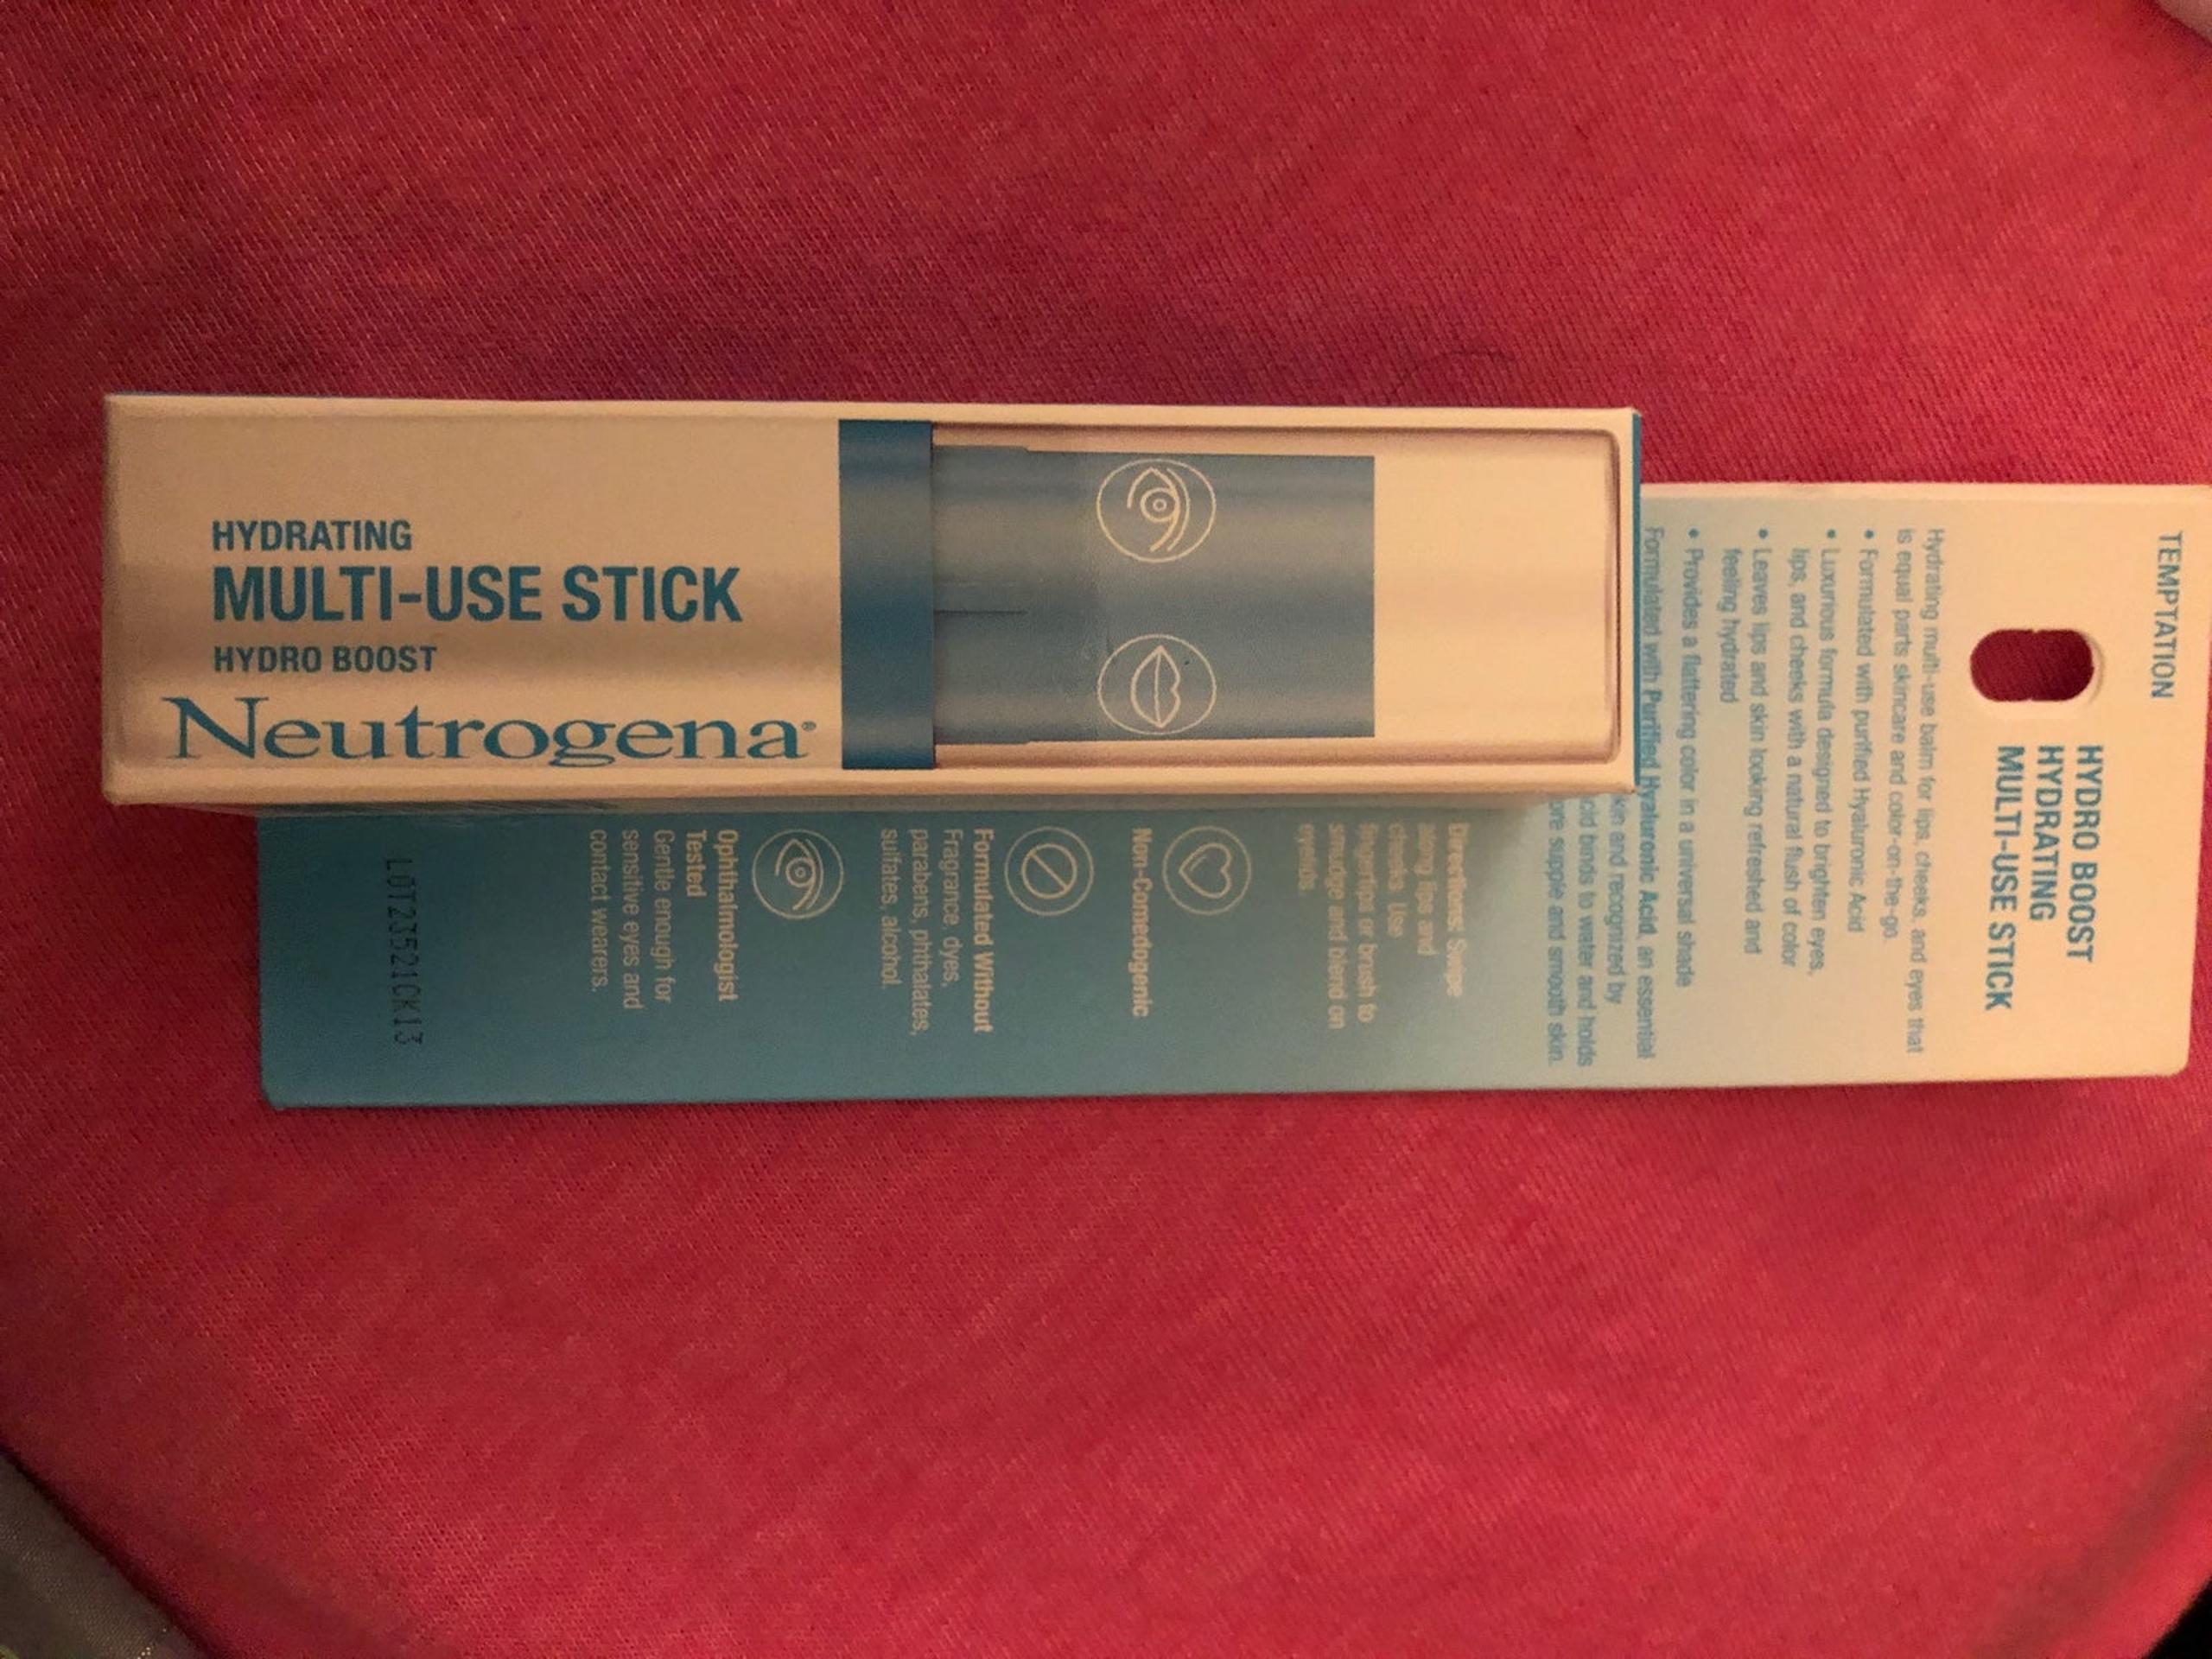 HYDRATING
MULTI-USE STICK
HYDRO BOOST
Neutrogena®
TEMPTATION
HYDRO BOOST
HYDRATING
MULTI-USE STICK
Hydrating multi-use balm for lips, cheeks, and eyes that
is equal parts skincare and color-on-the-go.
• Formulated with purified Hyaluronic Acid
• Luxurious formula designed to brighten eyes,
lips, and cheeks with a natural flush of color
• Leaves lips and skin looking refreshed and
feeling hydrated
• Provides a flattering color in a universal shade
Formulated with Purified Hyaluronic Acid, an essential
and recognized by
binds to water and holds
supple and smooth skin.
Directions: Swipe
along lips and
cheeks. Use
fingertips or brush to
smudge and blend on
eyelids.
Non-Comedogenic
Formulated Without
Fragrance, dyes,
parabens, phthalates,
sulfates, alcohol.
Ophthalmologist
Tested
Gentle enough for
sensitive eyes and
contact wearers.
LOT23521CK13